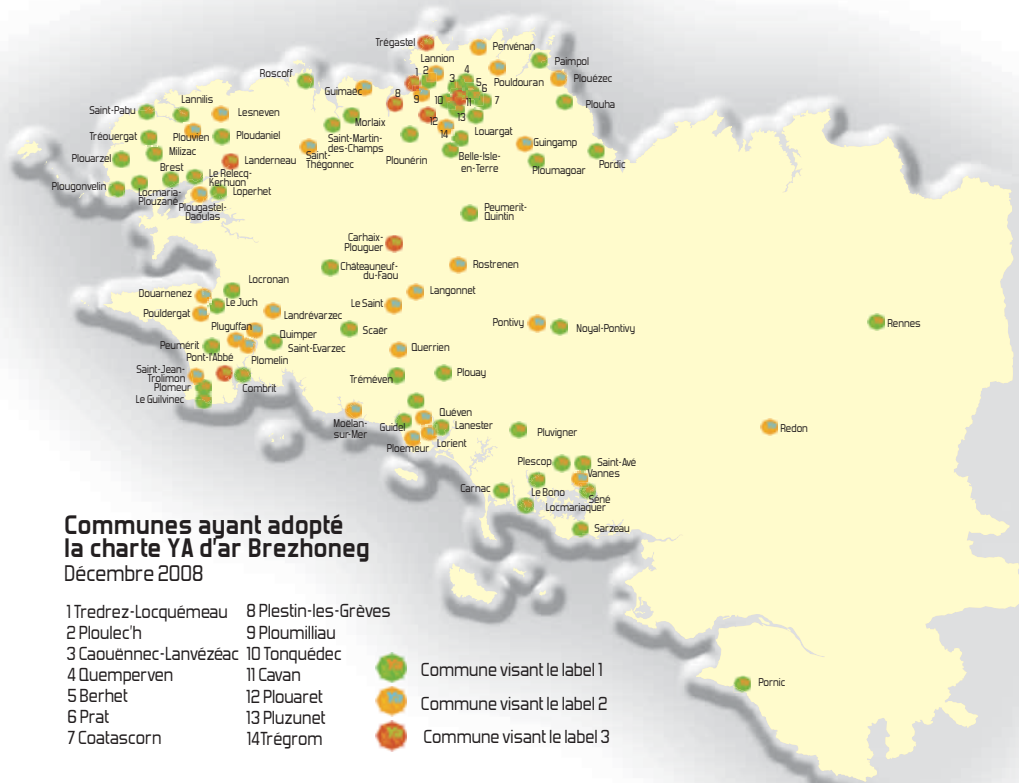 Trégastel
Penvénan
Lannion
Paimpol
Roscoff
1
2
3
4
Pouldouran
Plouézec
Guimaëc
8
9
10
5
6
11
7
Plouha
Lannilis
Saint-Pabu
Lesneven
Morlaix
12
13
14
Louargat
Tréouergat
Plouvien
Ploudaniel
Saint-Martin-
des-Champs
Guingamp
Plouarzel
Milizac
Landerneau
Saint-
Thégonnec
Plounérin
Belle-Isle-
en-Terre
Ploumagoar
Pordic
Brest
Le Relecq-
Kerhuon
Plougonvelin
Locmaria-
Plouzané
Loperhet
Plougastel-
Daoulas
Peumerit-
Quintin
Carhaix-
Plouguer
Châteauneuf-
du-Faou
Rostrenen
Locronan
Douarnenez
Le Juch
Langonnet
Pouldergat
Le Saint
Landrévarzec
Pluguffan
Quimper
Scaër
Pontivy
Noyal-Pontivy
Rennes
Peumérit
Saint-Evarzec
Querrien
Pont-l'Abbé
Plomelin
Saint-Jean-
Trolimon
Tréméven
Plouay
Plomeur
Combrit
Le Guilvinec
Moëlan-
sur-Mer
Quéven
Guidel
Lanester
Pluvigner
Redon
Ploemeur
Lorient
Plescop
Saint-Avé
Vannes
Carnac
Le Bono
Séné
Locmariaquer
Sarzeau
Pornic
Communes ayant adopté
la charte YA d'ar Brezhoneg
Décembre 2008
1 Tredrez-Locquémeau
2 Ploulec'h
3 Caouënnec-Lanvézéac
4 Quemperven
5 Berhet
6 Prat
7 Coatascorn
8 Plestin-les-Grèves
9 Ploumilliau
10 Tonquédec
11 Cavan
12 Plouaret
13 Pluzunet
14Trégrom
Commune visant le label 1
Commune visant le label 2
Commune visant le label 3